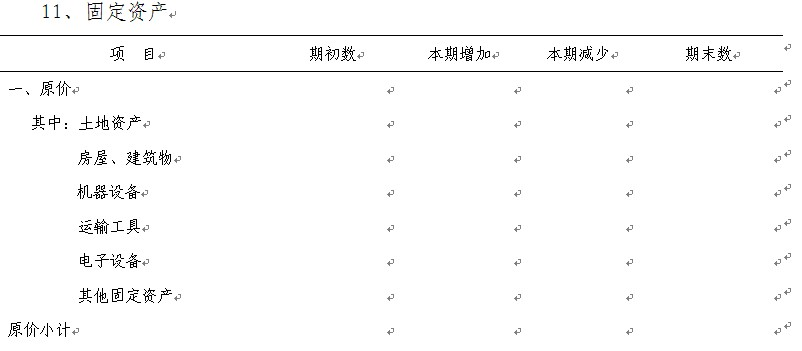 11、固定资产
项 目 期初数 本期增加 本期减少 期末数
一、原价
其中：土地资产
房屋、建筑物
机器设备
运输工具
电子设备
其他固定资产
原价小计